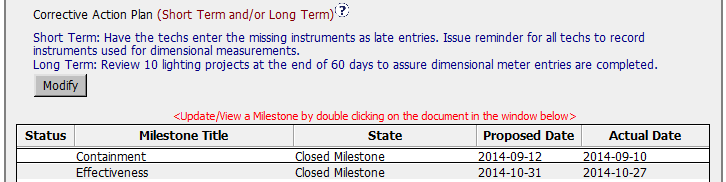 Corrective Action Plan (Short Term and/or Long Term)?
Short Term: Have the techs enter the missing instruments as late entries. Issue reminder for all techs to record
instruments used for dimensional measurements.
Long Term: Review 10 lighting projects at the end of 60 days to assure dimensional meter entries are completed.
Modify
<Update/View a Milestone by double clicking on the document in the window below>
Status Milestone Title State Proposed Date Actual Date
Containment Closed Milestone 2014-09-12 2014-09-10
Effectiveness Closed Milestone 2014-10-31 2014-10-27